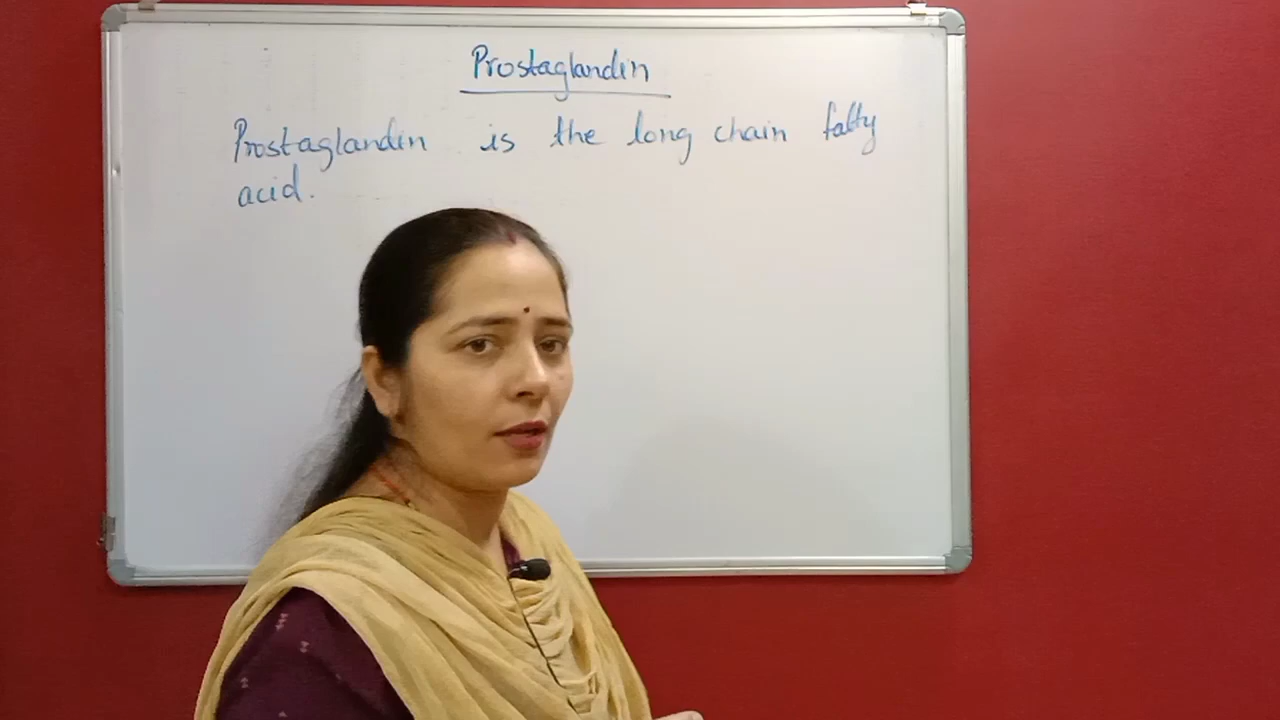 Prostaglandin
Prostaglandin is the long chain fatty
acid.